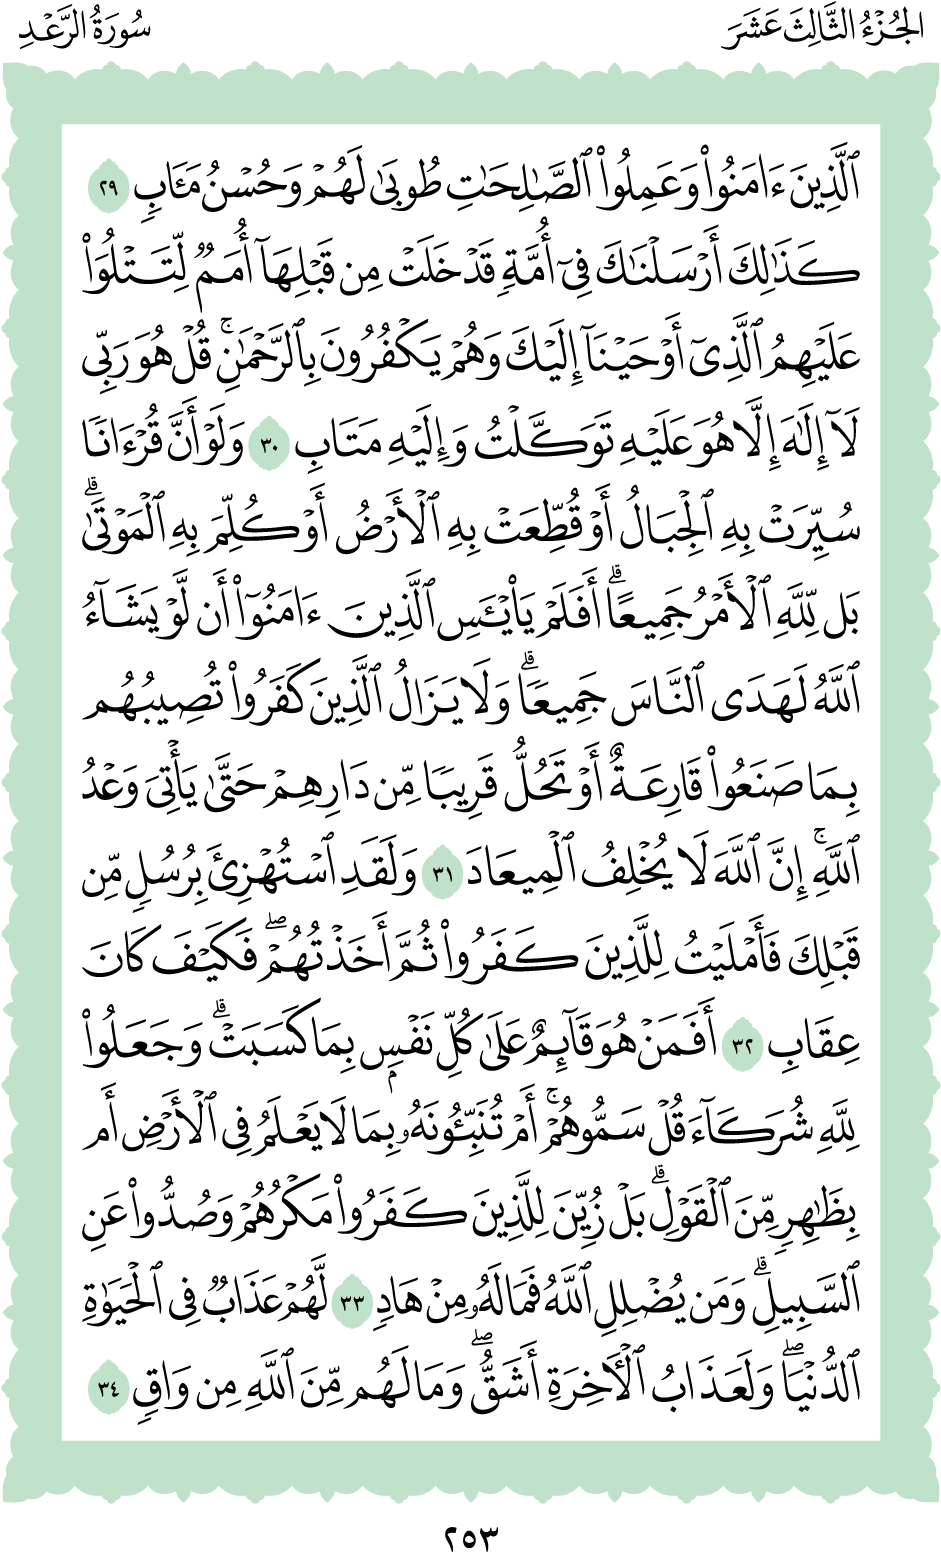 الجُزْءُ الثَّالِثَ عَشَرَ
سُورَةُ الرَّعْدِ
ٱلَّذِينَ ءَامَنُوا۟ وَعَمِلُوا۟ ٱلصَّـٰلِحَـٰتِ طُوبَىٰ لَهُمْ وَحُسْنُ مَـَٔابٍ ٢٩
كَذَٰلِكَ أَرْسَلْنَـٰكَ فِىٓ أُمَّةٍ قَدْ خَلَتْ مِن قَبْلِهَآ أُمَمٌ لِّتَتْلُوَا۟
عَلَيْهِمُ ٱلَّذِىٓ أَوْحَيْنَآ إِلَيْكَ وَهُمْ يَكْفُرُونَ بِٱلرَّحْمَـٰنِ ۚ قُلْ هُوَ رَبِّى
لَآ إِلَـٰهَ إِلَّا هُوَ عَلَيْهِ تَوَكَّلْتُ وَإِلَيْهِ مَتَابِ ٣٠ وَلَوْ أَنَّ قُرْءَانًا
سُيِّرَتْ بِهِ ٱلْجِبَالُ أَوْ قُطِّعَتْ بِهِ ٱلْأَرْضُ أَوْ كُلِّمَ بِهِ ٱلْمَوْتَىٰ ۗ
بَل لِّلَّهِ ٱلْأَمْرُ جَمِيعًا ۗ أَفَلَمْ يَا۟يْـَٔسِ ٱلَّذِينَ ءَامَنُوٓا۟ أَن لَّوْ يَشَآءُ
ٱللَّهُ لَهَدَى ٱلنَّاسَ جَمِيعًا ۗ وَلَا يَزَالُ ٱلَّذِينَ كَفَرُوا۟ تُصِيبُهُم
بِمَا صَنَعُوا۟ قَارِعَةٌ أَوْ تَحُلُّ قَرِيبًا مِّن دَارِهِمْ حَتَّىٰ يَأْتِىَ وَعْدُ
ٱللَّهِ ۚ إِنَّ ٱللَّهَ لَا يُخْلِفُ ٱلْمِيعَادَ ٣١ وَلَقَدِ ٱسْتُهْزِئَ بِرُسُلٍ مِّن
قَبْلِكَ فَأَمْلَيْتُ لِلَّذِينَ كَفَرُوا۟ ثُمَّ أَخَذْتُهُمْ ۖ فَكَيْفَ كَانَ
عِقَابِ ٣٢ أَفَمَنْ هُوَ قَآئِمٌ عَلَىٰ كُلِّ نَفْسٍۭ بِمَا كَسَبَتْ ۗ وَجَعَلُوا۟
لِلَّهِ شُرَكَآءَ قُلْ سَمُّوهُمْ ۚ أَمْ تُنَبِّـُٔونَهُۥ بِمَا لَا يَعْلَمُ فِى ٱلْأَرْضِ أَم
بِظَـٰهِرٍ مِّنَ ٱلْقَوْلِ ۗ بَلْ زُيِّنَ لِلَّذِينَ كَفَرُوا۟ مَكْرُهُمْ وَصُدُّوا۟ عَنِ
ٱلسَّبِيلِ ۗ وَمَن يُضْلِلِ ٱللَّهُ فَمَا لَهُۥ مِنْ هَادٍ ٣٣ لَّهُمْ عَذَابٌ فِى ٱلْحَيَوٰةِ
ٱلدُّنْيَا ۖ وَلَعَذَابُ ٱلْـَٔاخِرَةِ أَشَقُّ ۖ وَمَا لَهُم مِّنَ ٱللَّهِ مِن وَاقٍ ٣٤
٢٥٣